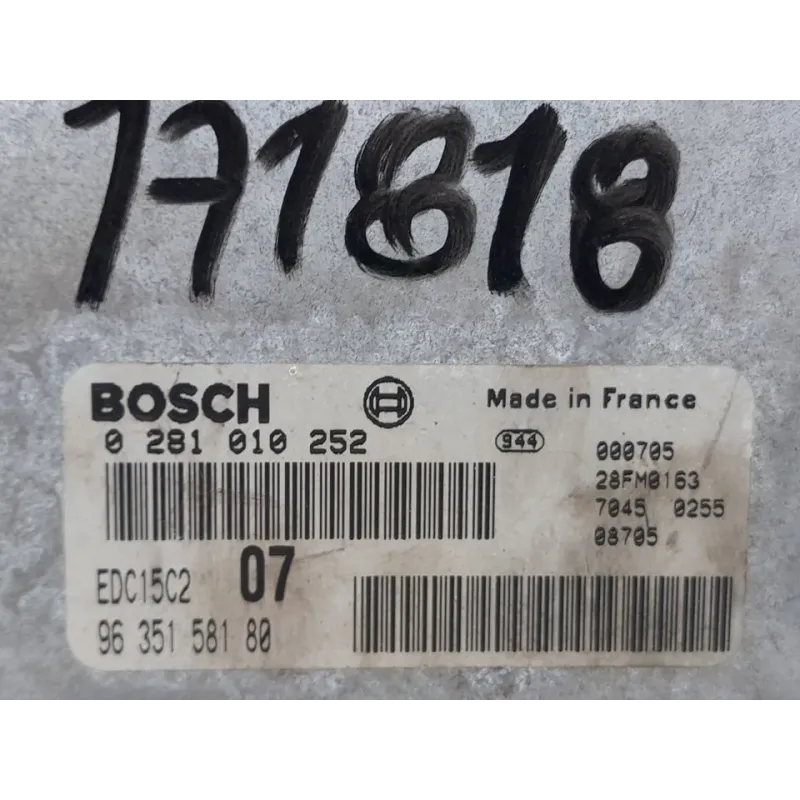 171818
BOSCH
Made in France
0 281 010 252
944
000705
28FM0163
7045 0255
08705
EDC15C2 07
96 351 581 80